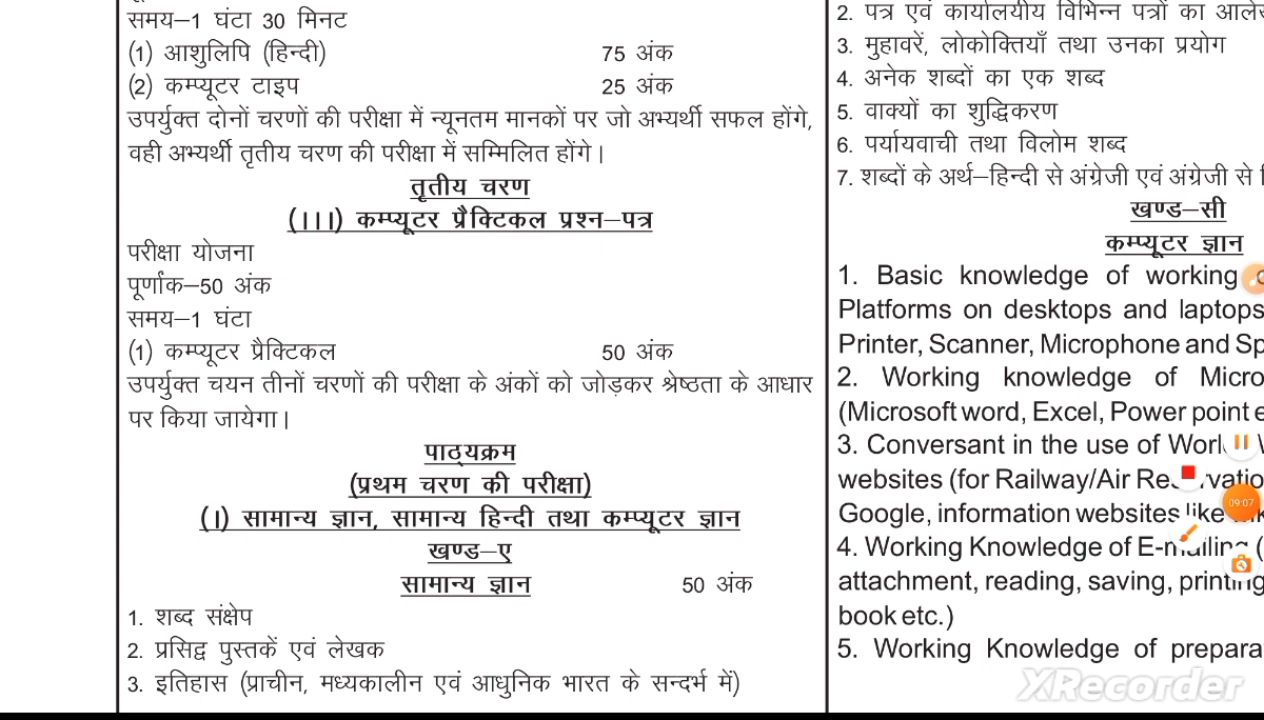 समय–1 घंटा 30 मिनट
(1) आशुलिपि (हिन्दी) 75 अंक
(2) कम्प्यूटर टाइप 25 अंक
उपर्युक्त दोनों चरणों की परीक्षा में न्यूनतम मानकों पर जो अभ्यर्थी सफल होंगे,
वही अभ्यर्थी तृतीय चरण की परीक्षा में सम्मिलित होंगे।
तृतीय चरण
(III) कम्प्यूटर प्रैक्टिकल प्रश्न–पत्र
परीक्षा योजना
पूर्णांक–50 अंक
समय–1 घंटा
(1) कम्प्यूटर प्रैक्टिकल 50 अंक
उपर्युक्त चयन तीनों चरणों की परीक्षा के अंकों को जोड़कर श्रेष्ठता के आधार
पर किया जायेगा।
पाठ्यक्रम
(प्रथम चरण की परीक्षा)
(I) सामान्य ज्ञान, सामान्य हिन्दी तथा कम्प्यूटर ज्ञान
खण्ड–ए
सामान्य ज्ञान 50 अंक
1. शब्द संक्षेप
2. प्रसिद्व पुस्तकें एवं लेखक
3. इतिहास (प्राचीन, मध्यकालीन एवं आधुनिक भारत के सन्दर्भ में)
2. पत्र एवं कार्यालयीय विभिन्न पत्रों का
3. मुहावरें, लोकोक्तियाँ तथा उनका प्रयोग
4. अनेक शब्दों का एक शब्द
5. वाक्यों का शुद्धिकरण
6. पर्यायवाची तथा विलोम शब्द
7. शब्दों के अर्थ–हिन्दी से अंग्रेजी एवं अंग्रेजी से
खण्ड–सी
कम्प्यूटर ज्ञान
1. Basic knowledge of working
Platforms on desktops and laptops
Printer, Scanner, Microphone and
2. Working knowledge of
(Microsoft word, Excel, Power point
3. Conversant in the use of
websites (for Railway/Air
Google, information websites like
4. Working Knowledge of E-mailing (
attachment, reading, saving, printing
book etc.)
5. Working Knowledge of
09:07
XRecorder